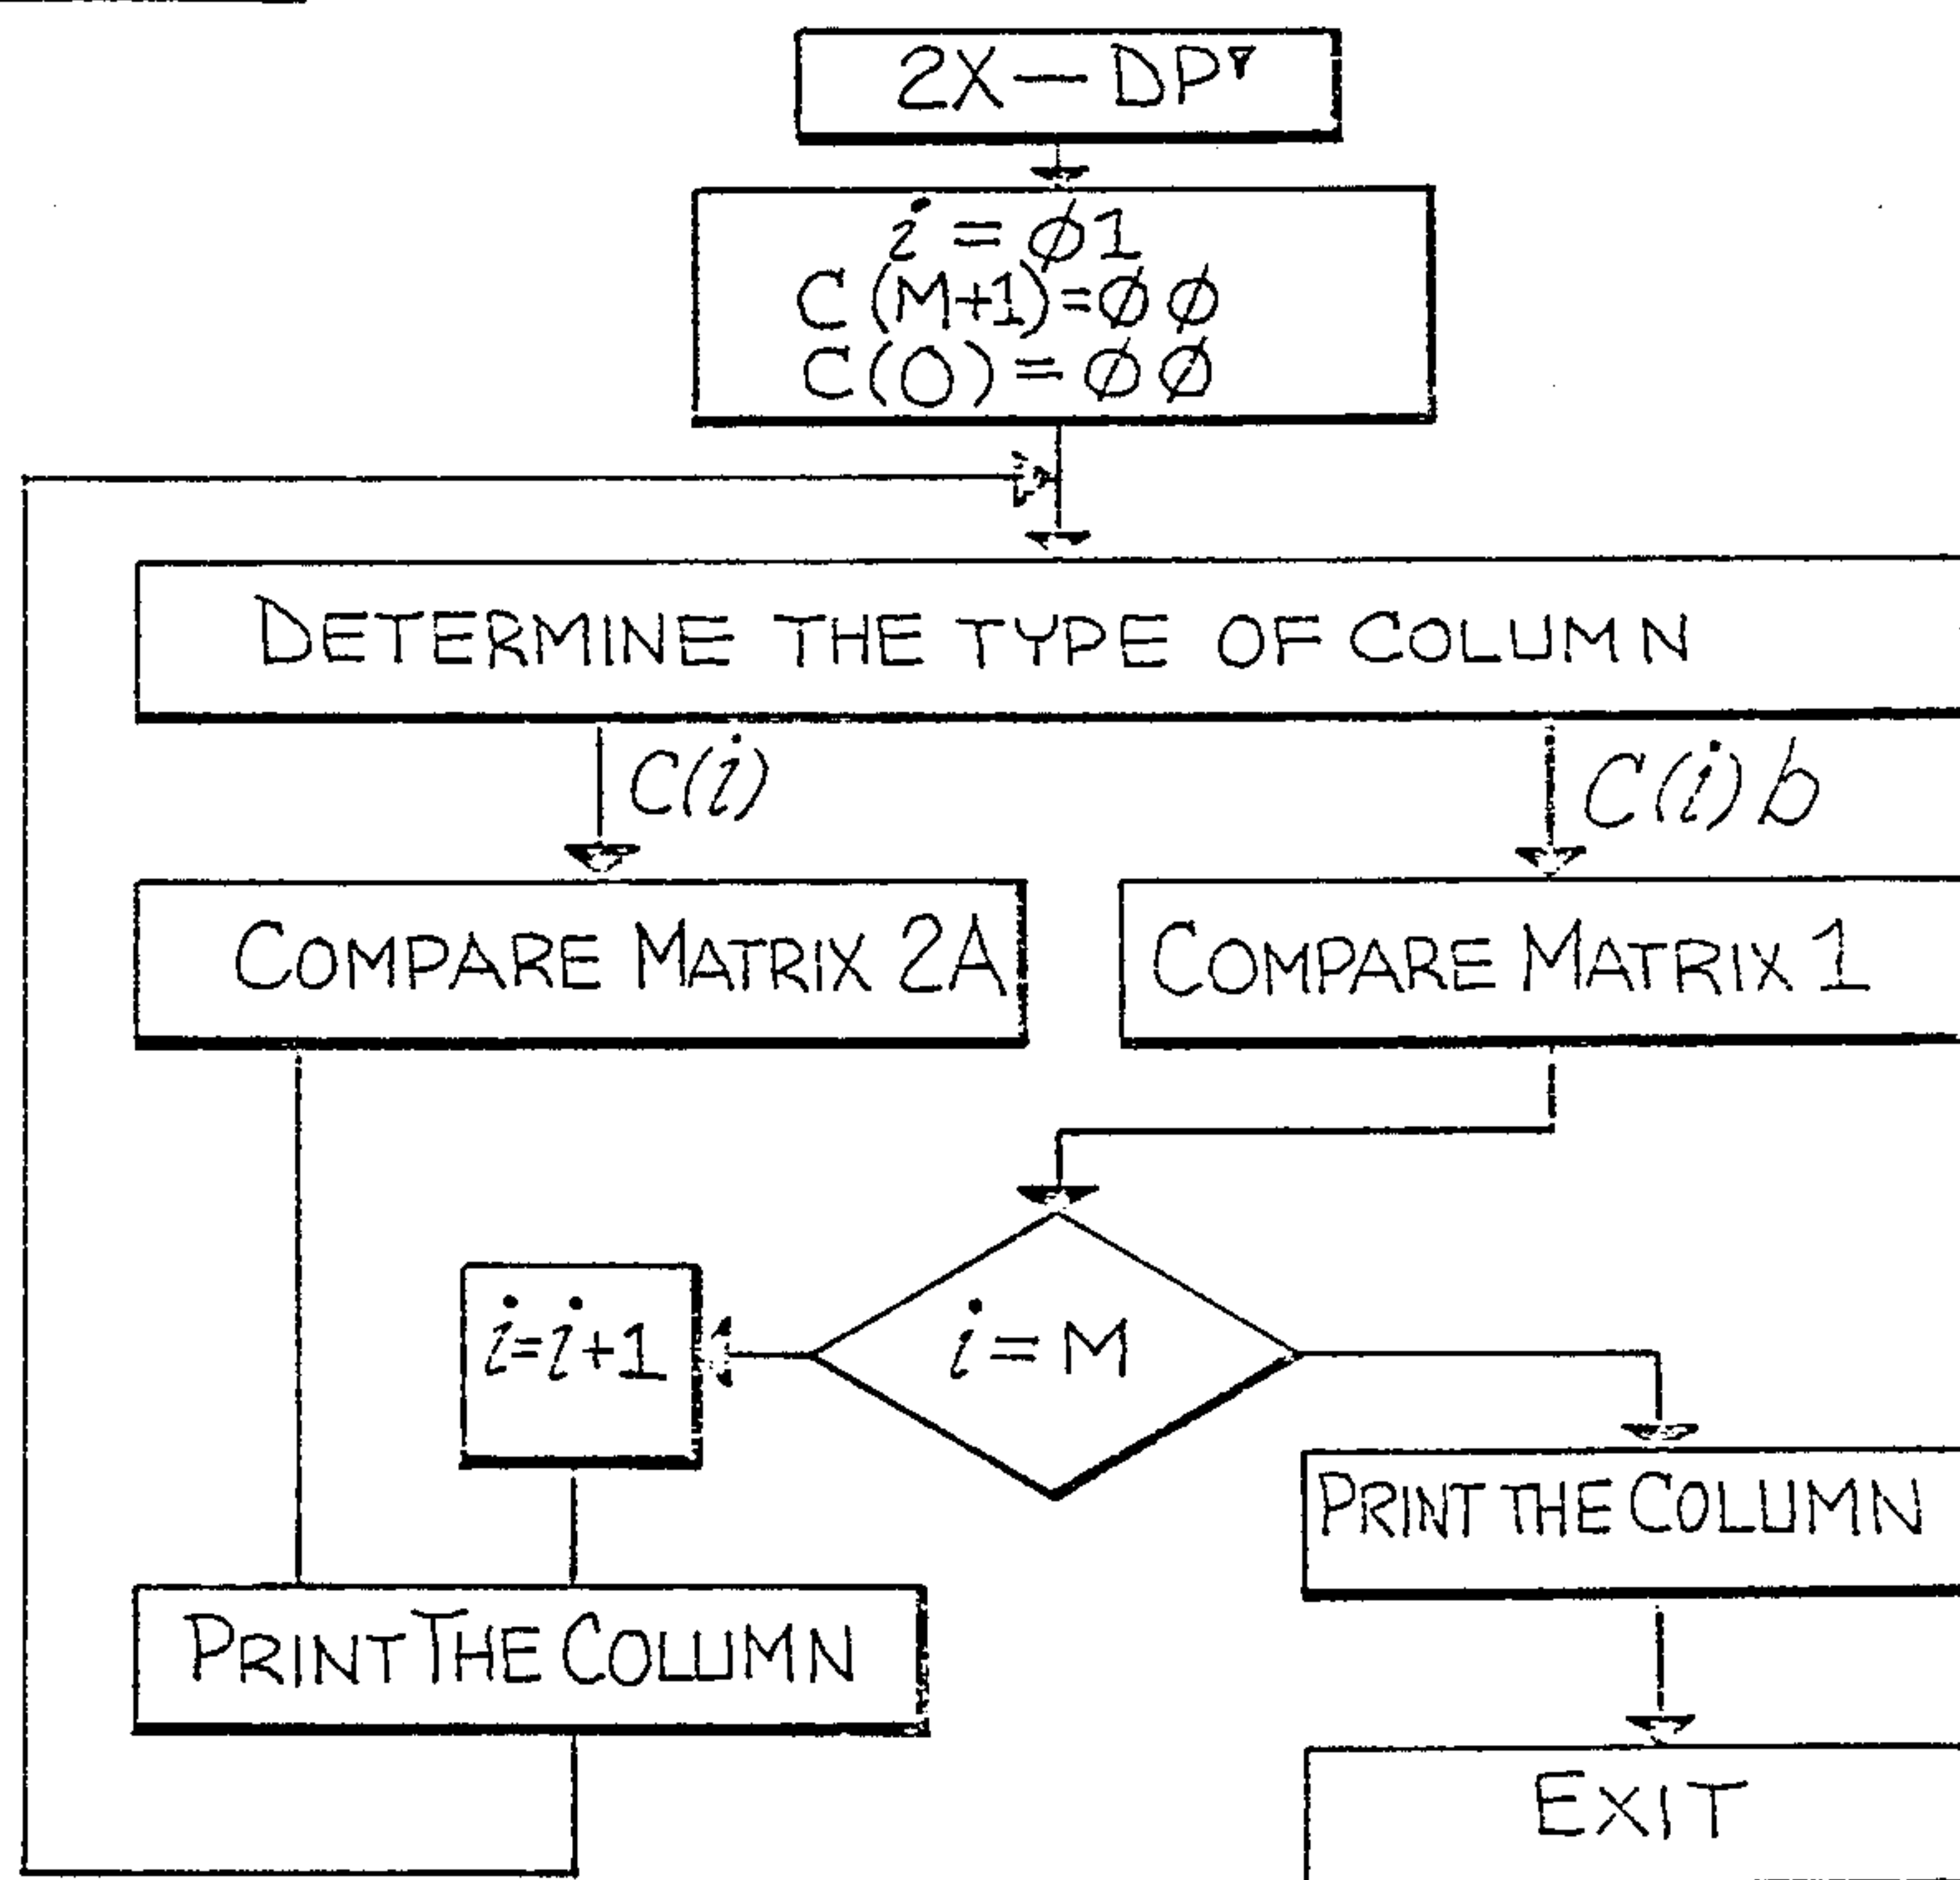 2X — DPY
i = ∅1
C (M+1) = ∅∅
C (O) = ∅∅
DETERMINE THE TYPE OF COLUMN
C(i)
C(i)b
COMPARE MATRIX 2A
COMPARE MATRIX 1
i=i+1
i = M
PRINT THE COLUMN
PRINT THE COLUMN
EXIT